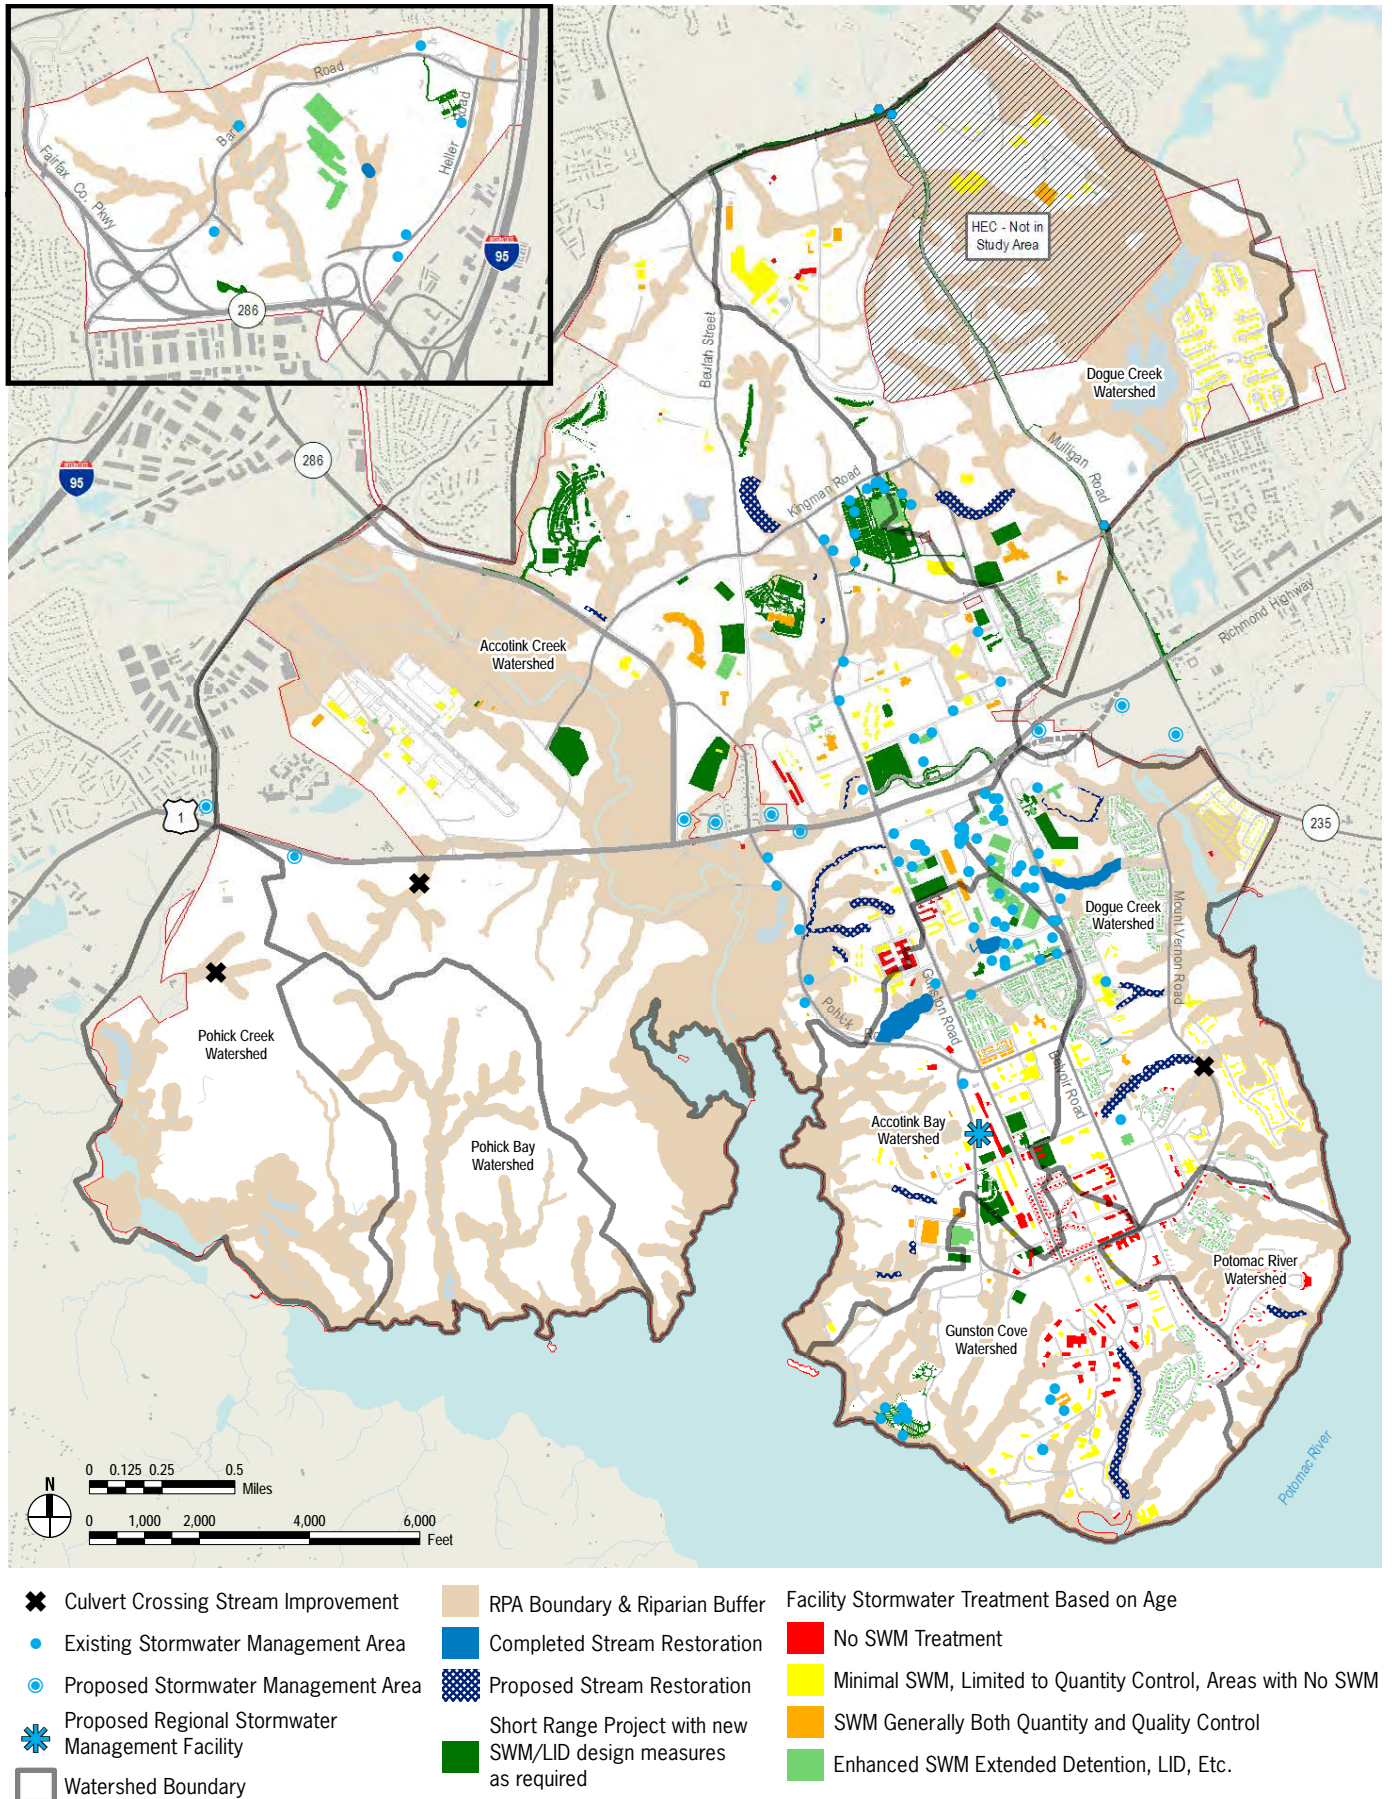 Road
Bar
Road
Heller
Fairfax Co. Pkwy
INTERSTATE
95
286
HEC - Not in
Study Area
Beulah Street
Dogue Creek
Watershed
Mulligan Road
286
INTERSTATE
95
Kingman Road
Richmond Highway
Accotink Creek
Watershed
1
235
Dogue Creek
Watershed
Mount Vernon Road
Gunston Road
Pohick
Belvoir Road
Pohick Creek
Watershed
Accotink Bay
Watershed
Pohick Bay
Watershed
Potomac River
Watershed
Gunston Cove
Watershed
Potomac River
N
0 0.125 0.25 0.5
Miles
0 1,000 2,000 4,000 6,000
Feet
Culvert Crossing Stream Improvement
Existing Stormwater Management Area
Proposed Stormwater Management Area
Proposed Regional Stormwater
Management Facility
Watershed Boundary
RPA Boundary & Riparian Buffer
Completed Stream Restoration
Proposed Stream Restoration
Short Range Project with new
SWM/LID design measures
as required
Facility Stormwater Treatment Based on Age
No SWM Treatment
Minimal SWM, Limited to Quantity Control, Areas with No SWM
SWM Generally Both Quantity and Quality Control
Enhanced SWM Extended Detention, LID, Etc.